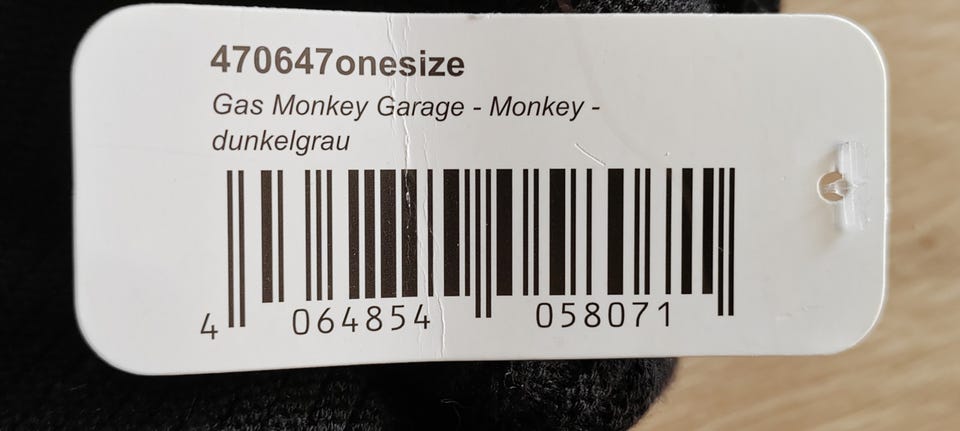 470647onesize
Gas Monkey Garage - Monkey -
dunkelgrau
4 064854 058071